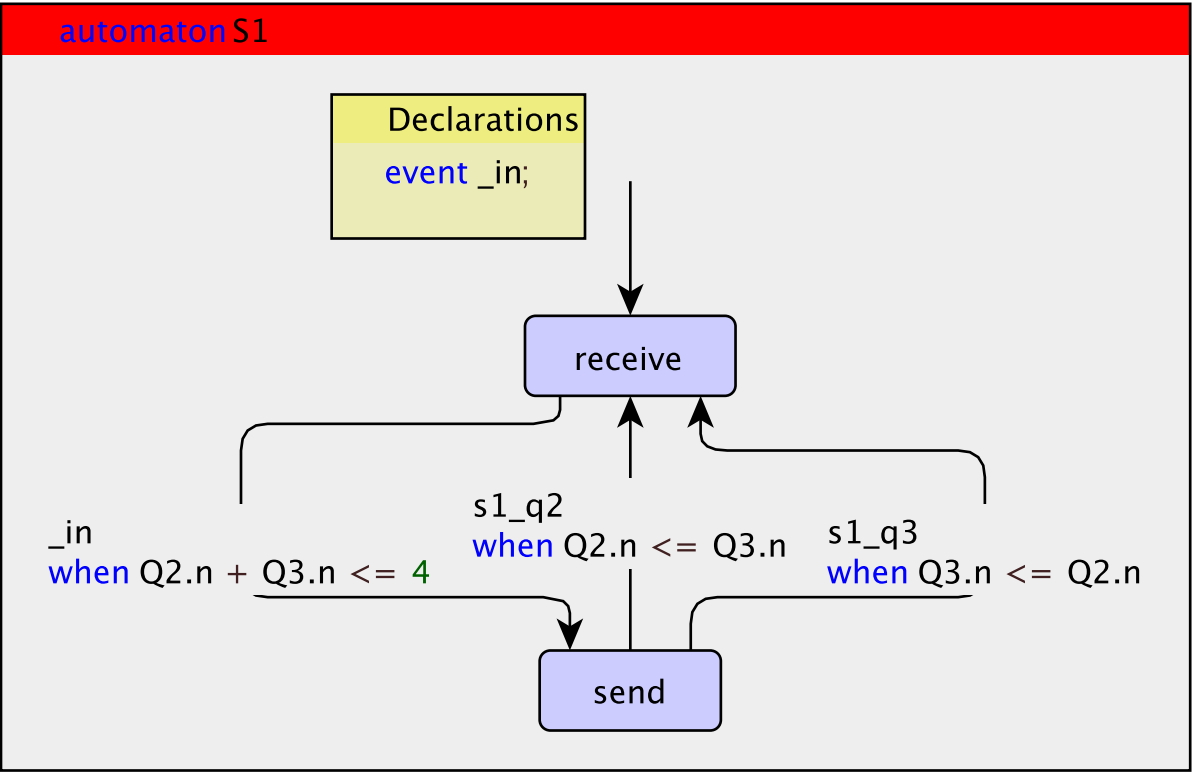 automaton S1
Declarations
event _in;
receive
_in
when Q2.n + Q3.n <= 4
s1_q2
when Q2.n <= Q3.n
s1_q3
when Q3.n <= Q2.n
send